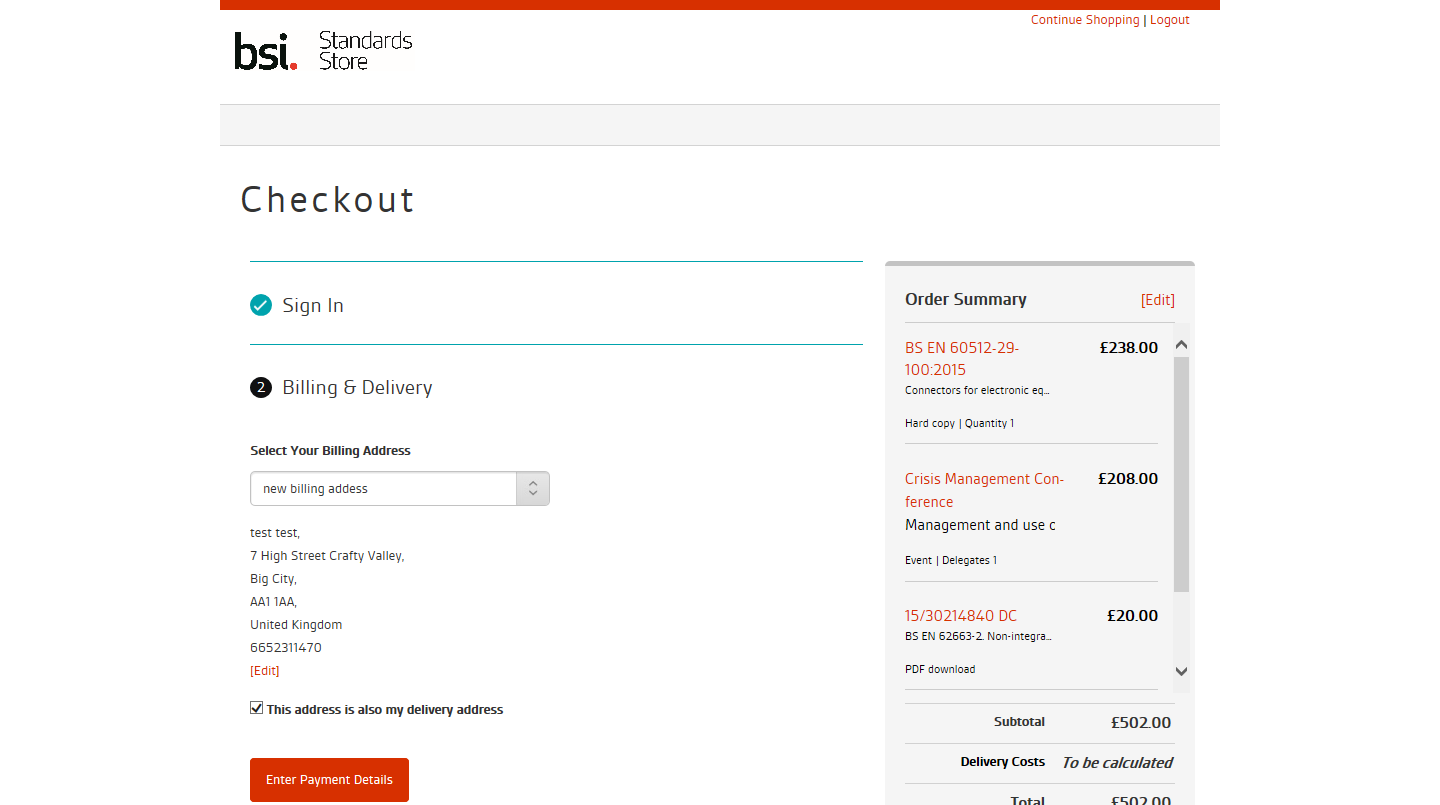 Continue Shopping | Logout
bsi. Standards
Store
Checkout
Sign In
2 Billing & Delivery
Select Your Billing Address
new billing addess
test test,
7 High Street Crafty Valley,
Big City,
AA1 1AA,
United Kingdom
6652311470
[Edit]
This address is also my delivery address
Enter Payment Details
Order Summary [Edit]
BS EN 60512-29- £238.00
100:2015
Connectors for electronic eq...
Hard copy | Quantity 1
Crisis Management Con- £208.00
ference
Management and use c
Event | Delegates 1
15/30214840 DC £20.00
BS EN 62663-2. Non-integra...
PDF download
Subtotal £502.00
Delivery Costs To be calculated
Total £502.00